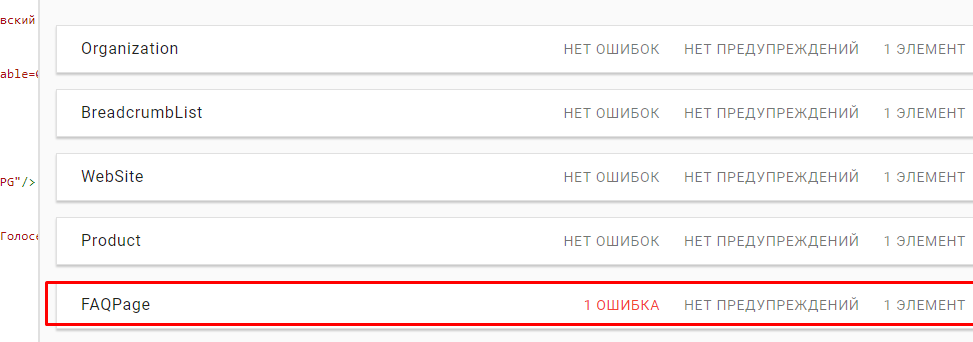 вский
Organization НЕТ ОШИБОК НЕТ ПРЕДУПРЕЖДЕНИЙ 1 ЭЛЕМЕНТ
able=
BreadcrumbList НЕТ ОШИБОК НЕТ ПРЕДУПРЕЖДЕНИЙ 1 ЭЛЕМЕНТ
WebSite НЕТ ОШИБОК НЕТ ПРЕДУПРЕЖДЕНИЙ 1 ЭЛЕМЕНТ
PG"/>
Product НЕТ ОШИБОК НЕТ ПРЕДУПРЕЖДЕНИЙ 1 ЭЛЕМЕНТ
Голосе
FAQPage 1 ОШИБКА НЕТ ПРЕДУПРЕЖДЕНИЙ 1 ЭЛЕМЕНТ